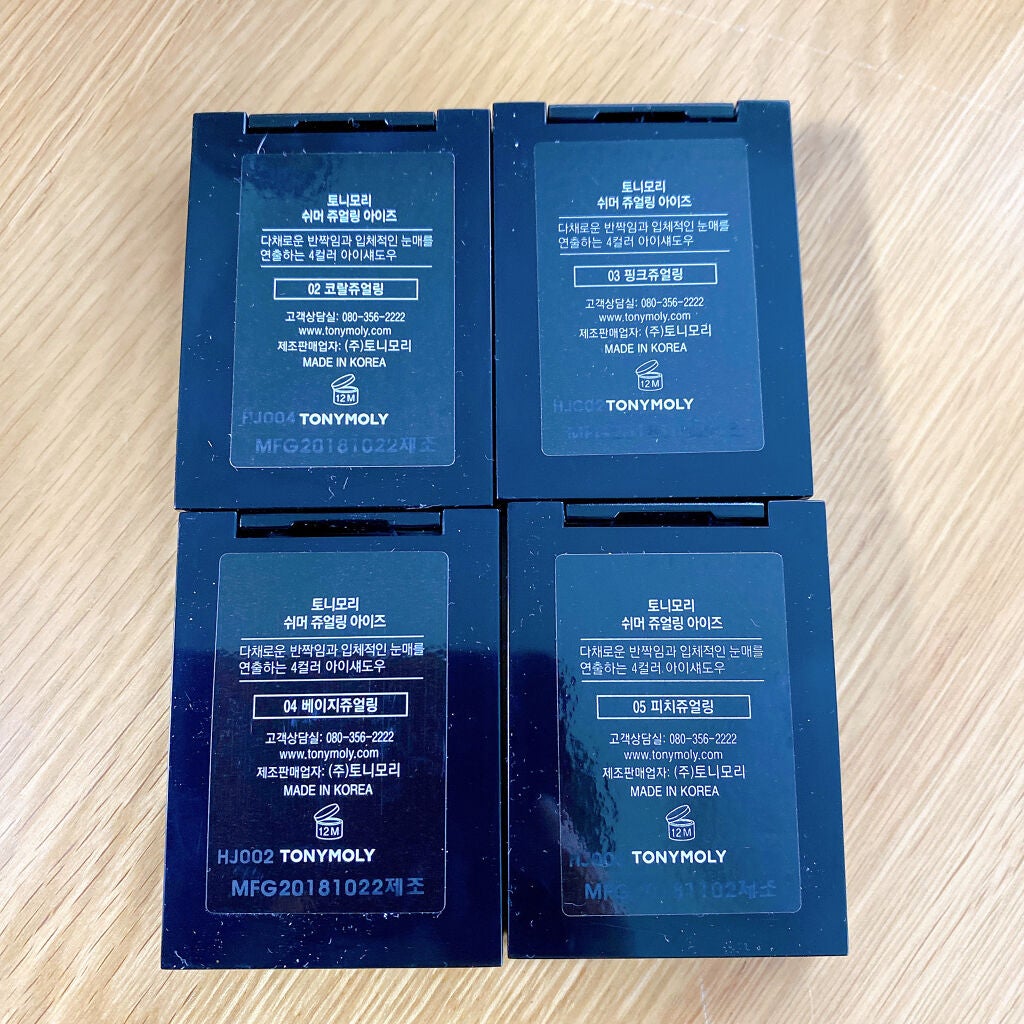 토니모리
쉬머 쥬얼링 아이즈
다채로운 반짝임과 입체적인 눈매를
연출하는 4컬러 아이섀도우
02 코랄쥬얼링
고객상담실: 080-356-2222
www.tonymoly.com
제조판매업자: (주)토니모리
MADE IN KOREA
12M
HJ004 TONYMOLY
MFG20181022제조
토니모리
쉬머 쥬얼링 아이즈
다채로운 반짝임과 입체적인 눈매를
연출하는 4컬러 아이섀도우
03 핑크쥬얼링
고객상담실: 080-356-2222
www.tonymoly.com
제조판매업자: (주)토니모리
MADE IN KOREA
12M
HJ002 TONYMOLY
토니모리
쉬머 쥬얼링 아이즈
다채로운 반짝임과 입체적인 눈매를
연출하는 4컬러 아이섀도우
04 베이지쥬얼링
고객상담실: 080-356-2222
www.tonymoly.com
제조판매업자: (주)토니모리
MADE IN KOREA
12M
HJ002 TONYMOLY
MFG20181022제조
토니모리
쉬머 쥬얼링 아이즈
다채로운 반짝임과 입체적인 눈매를
연출하는 4컬러 아이섀도우
05 피치쥬얼링
고객상담실: 080-356-2222
www.tonymoly.com
제조판매업자: (주)토니모리
MADE IN KOREA
12M
TONYMOLY